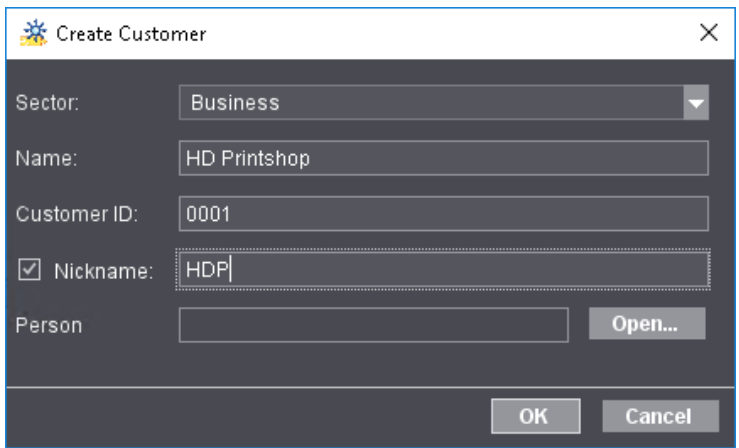 Create Customer
Sector: Business
Name: HD Printshop
Customer ID: 0001
Nickname: HDP
Person Open...
OK Cancel